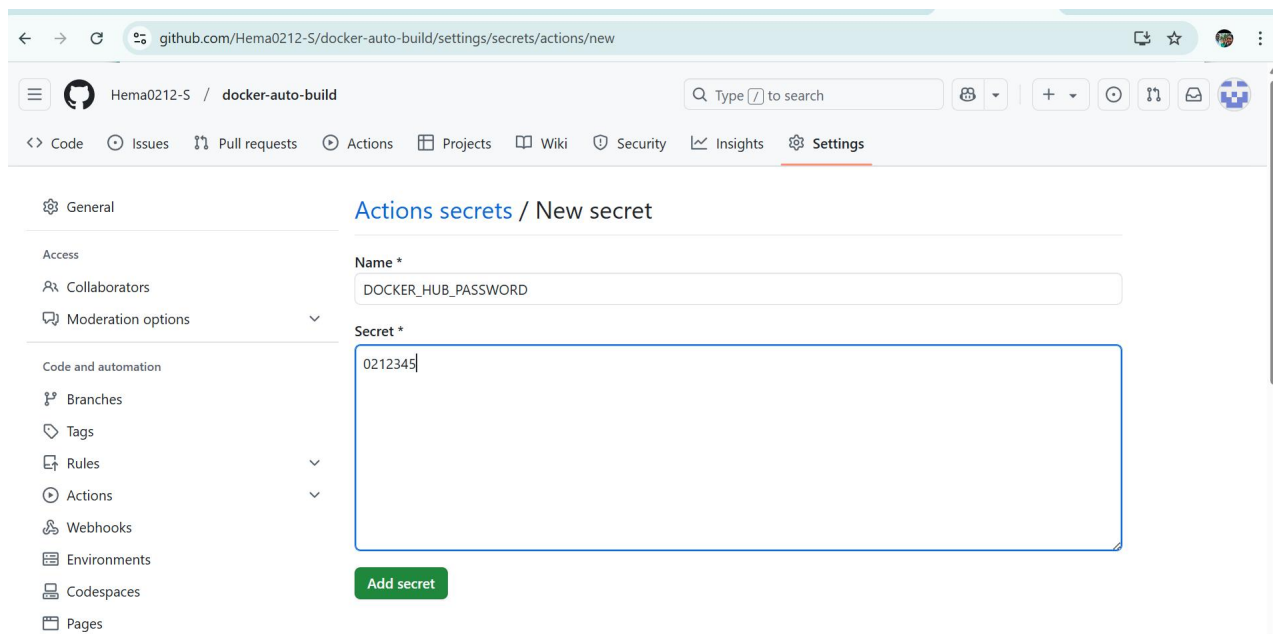 github.com/Hema0212-S/docker-auto-build/settings/secrets/actions/new
Hema0212-S / docker-auto-build
Type / to search
Code Issues Pull requests Actions Projects Wiki Security Insights Settings
General
Access
Collaborators
Moderation options
Code and automation
Branches
Tags
Rules
Actions
Webhooks
Environments
Codespaces
Pages
Actions secrets / New secret
Name *
DOCKER_HUB_PASSWORD
Secret *
0212345
Add secret